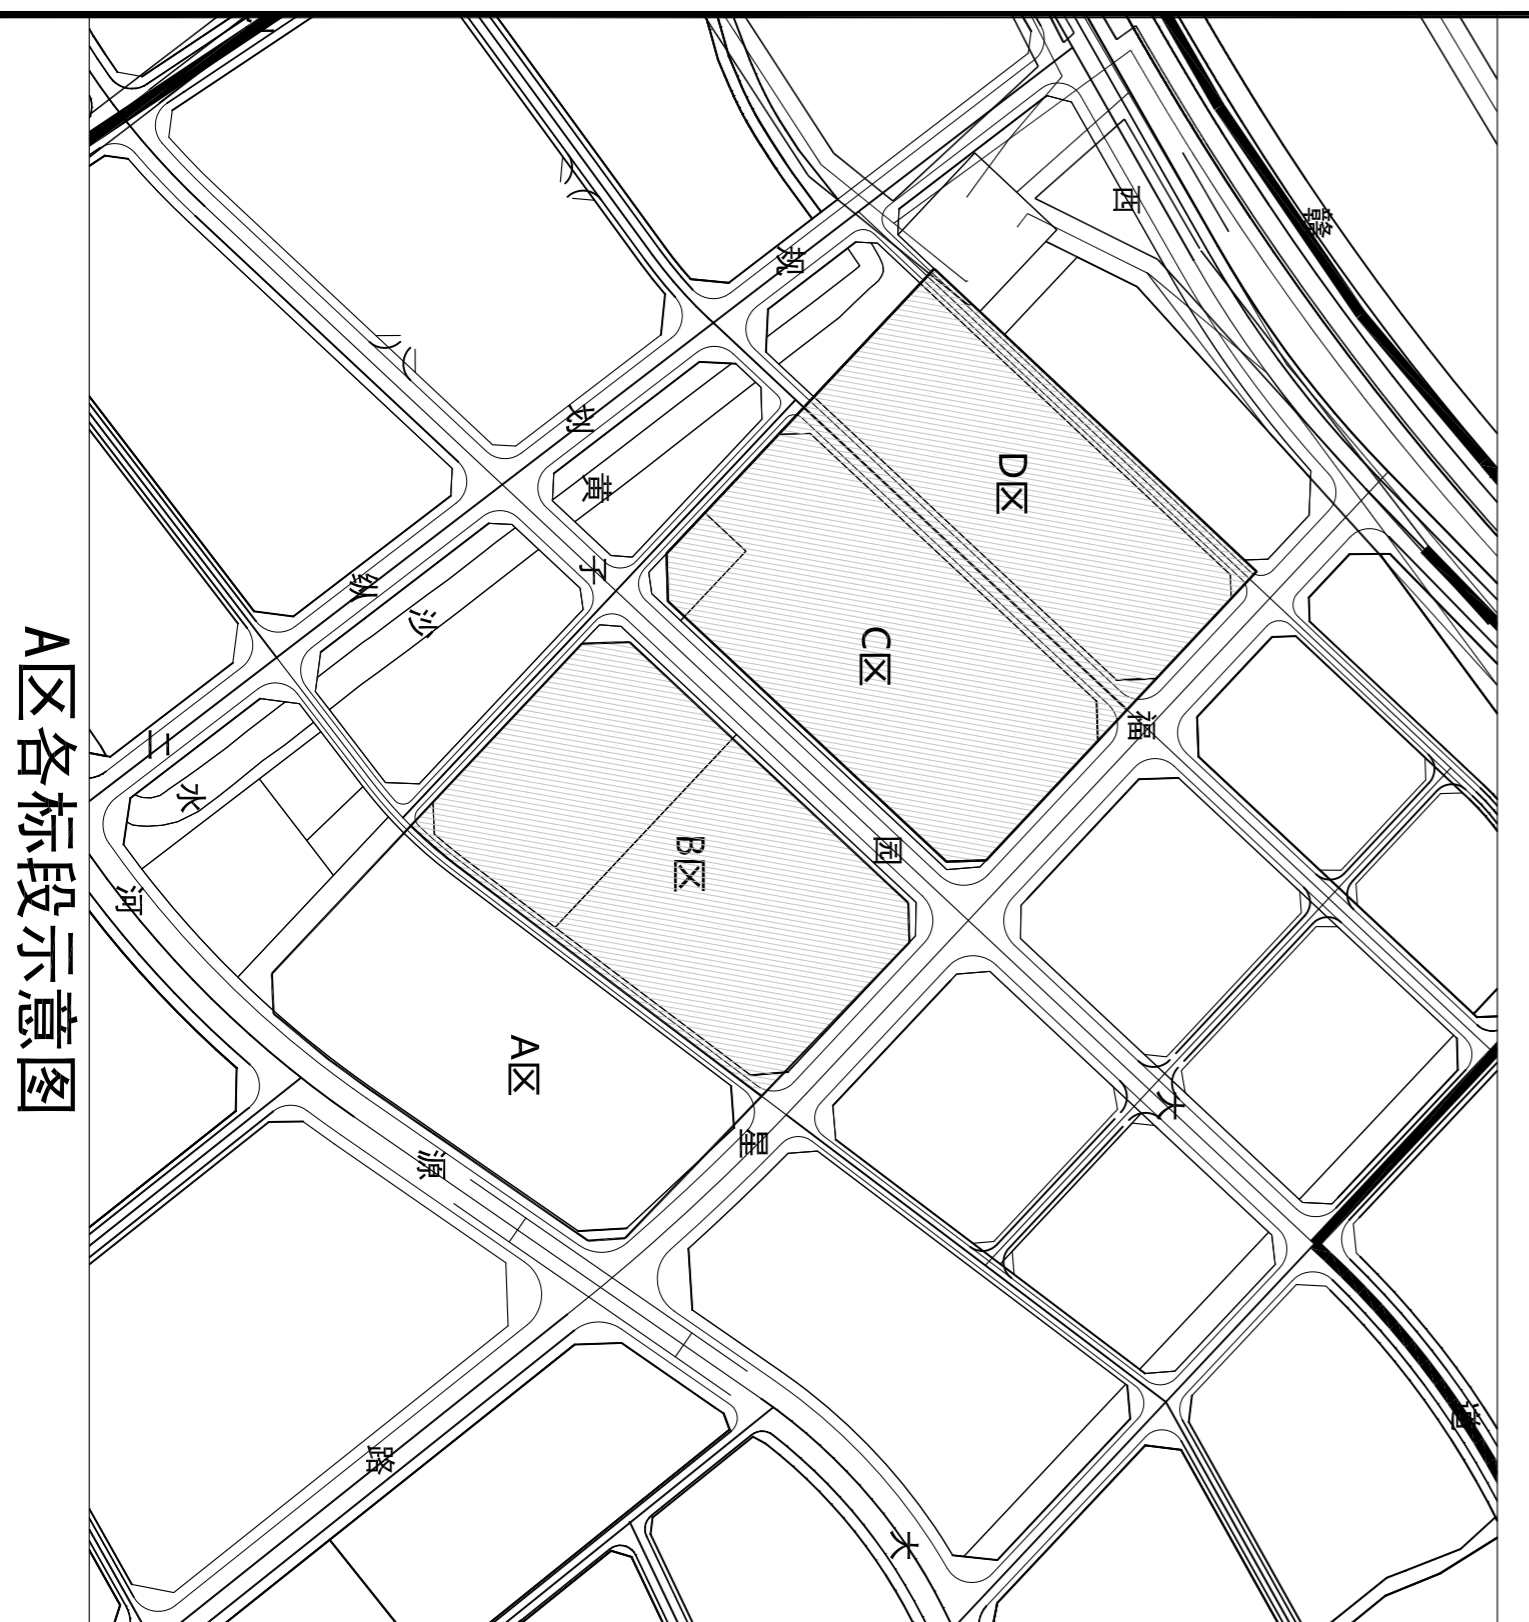 A区各标段示意图
D区
C区
B区
A区
赣
西
规
划
纵
二
黄
子
沙
水
河
源
大
福
星
路
园
大
道